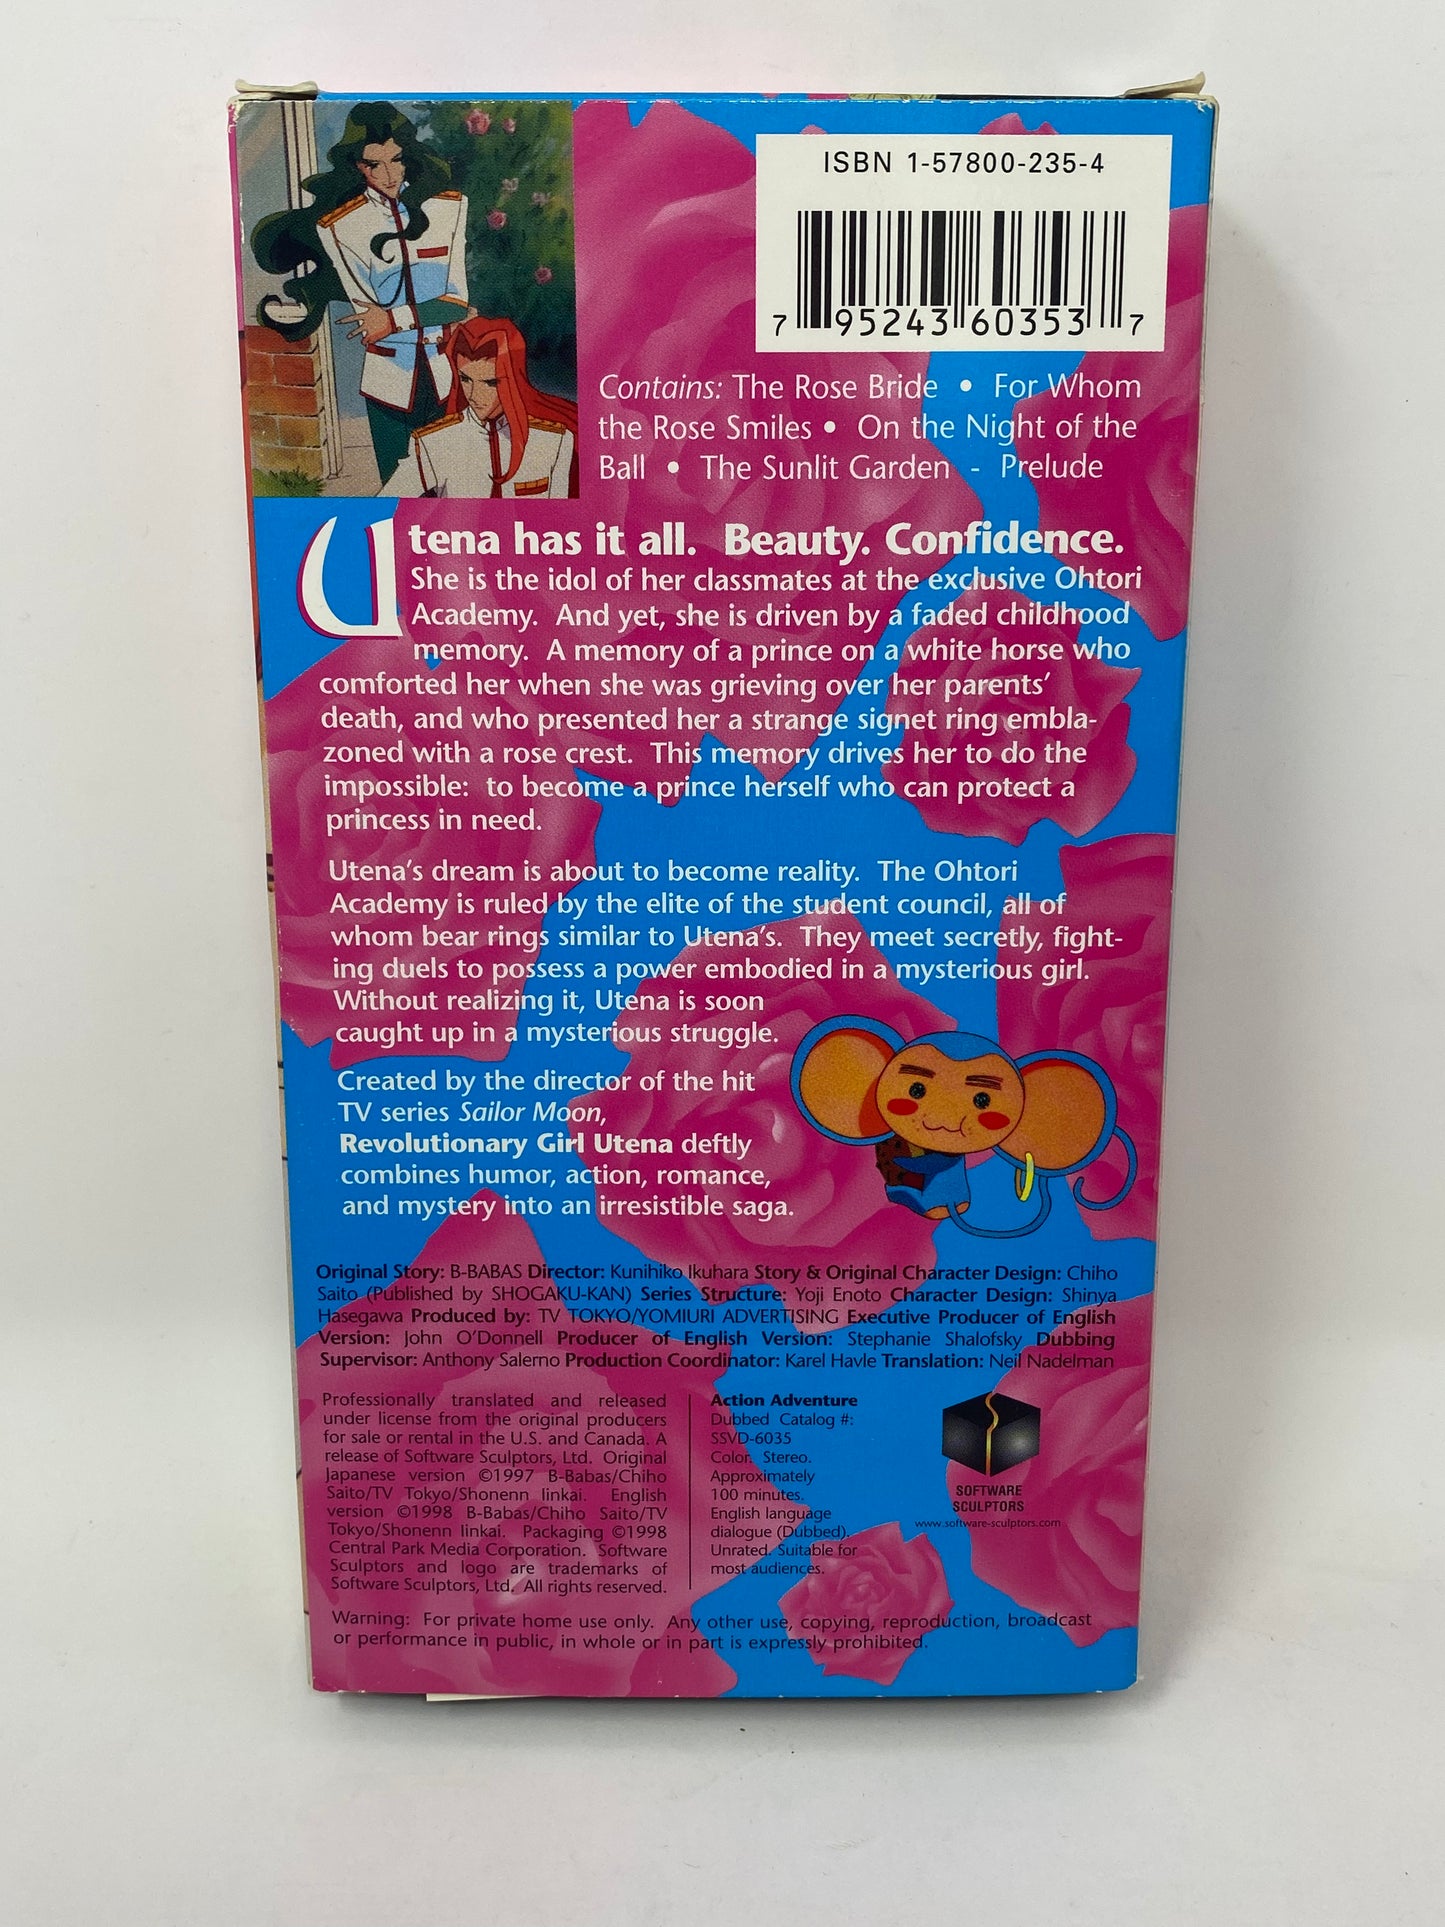 ISBN 1-57800-235-4
7 95243 60353 7
Contains: The Rose Bride • For Whom
the Rose Smiles • On the Night of the
Ball • The Sunlit Garden - Prelude
Utena has it all. Beauty. Confidence.
She is the idol of her classmates at the exclusive Ohtori
Academy. And yet, she is driven by a faded childhood
memory. A memory of a prince on a white horse who
comforted her when she was grieving over her parents'
death, and who presented her a strange signet ring embla-
zoned with a rose crest. This memory drives her to do the
impossible: to become a prince herself who can protect a
princess in need.
Utena's dream is about to become reality. The Ohtori
Academy is ruled by the elite of the student council, all of
whom bear rings similar to Utena's. They meet secretly, fight-
ing duels to possess a power embodied in a mysterious girl.
Without realizing it, Utena is soon
caught up in a mysterious struggle.
Created by the director of the hit
TV series Sailor Moon,
Revolutionary Girl Utena deftly
combines humor, action, romance,
and mystery into an irresistible saga.
Original Story: B-BABAS Director: Kunihiko Ikuhara Story & Original Character Design: Chiho
Saito (Published by SHOGAKU-KAN) Series Structure: Yoji Enoto Character Design: Shinya
Hasegawa Produced by: TV TOKYO/YOMIURI ADVERTISING Executive Producer of English
Version: John O'Donnell Producer of English Version: Stephanie Shalofsky Dubbing
Supervisor: Anthony Salerno Production Coordinator: Karel Havle Translation: Neil Nadelman
Professionally translated and released
under license from the original producers
for sale or rental in the U.S. and Canada. A
release of Software Sculptors, Ltd. Original
Japanese version ©1997 B-Babas/Chiho
Saito/TV Tokyo/Shonenn Iinkai. English
version ©1998 B-Babas/Chiho Saito/TV
Tokyo/Shonenn Iinkai. Packaging ©1998
Central Park Media Corporation. Software
Sculptors and logo are trademarks of
Software Sculptors, Ltd. All rights reserved.
Action Adventure
Dubbed Catalog #:
SSVD-6035
Color. Stereo.
Approximately
100 minutes.
English language
dialogue (Dubbed).
Unrated. Suitable for
most audiences.
SOFTWARE
SCULPTORS
www.software-sculptors.com
Warning: For private home use only. Any other use, copying, reproduction, broadcast
or performance in public, in whole or in part is expressly prohibited.